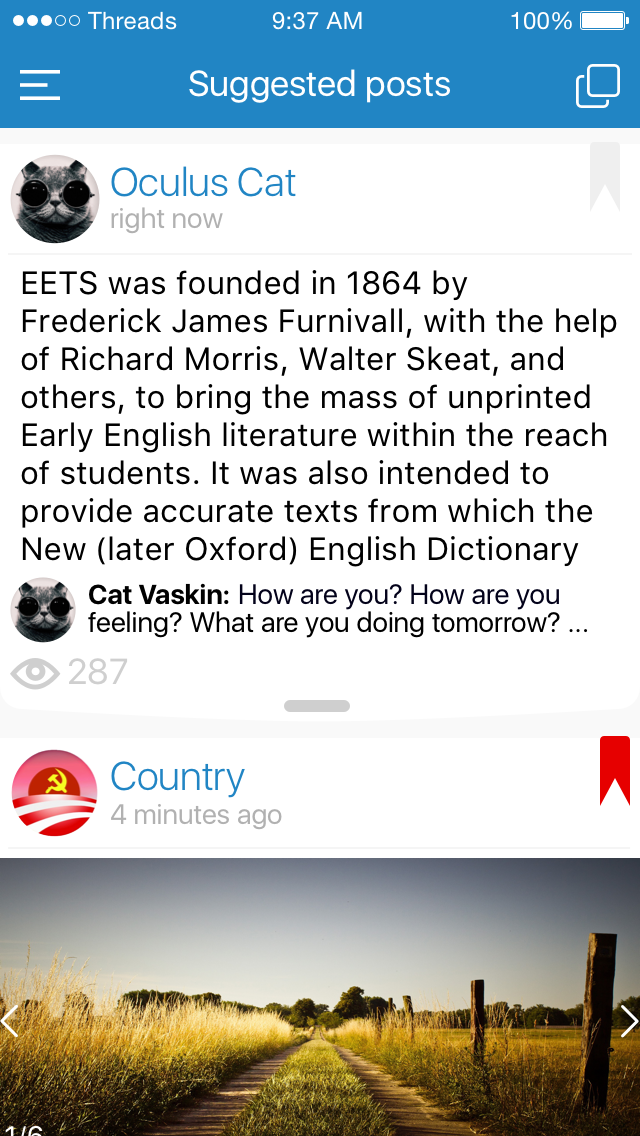 Threads 9:37 AM 100%
Suggested posts
Oculus Cat
right now
EETS was founded in 1864 by
Frederick James Furnivall, with the help
of Richard Morris, Walter Skeat, and
others, to bring the mass of unprinted
Early English literature within the reach
of students. It was also intended to
provide accurate texts from which the
New (later Oxford) English Dictionary
Cat Vaskin: How are you? How are you
feeling? What are you doing tomorrow? ...
287
Country
4 minutes ago
1/6